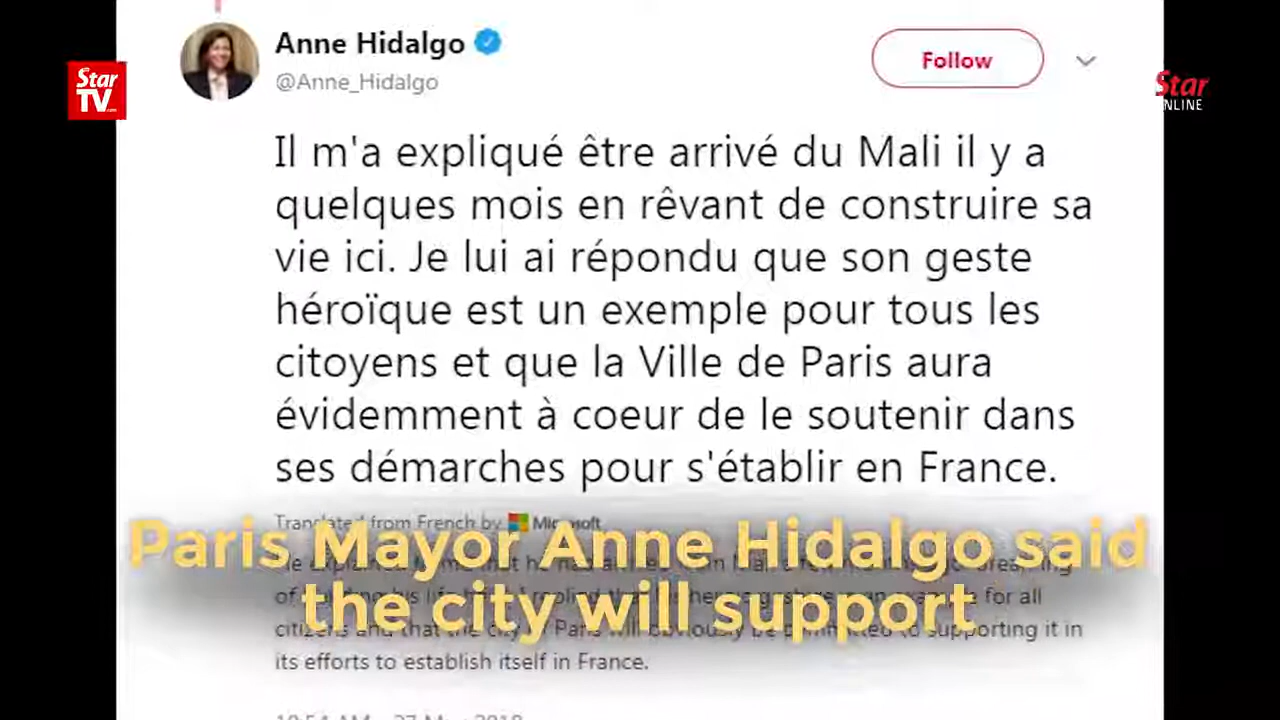 Star
TV.com
Star
NLINE
Anne Hidalgo
@Anne_Hidalgo
Follow
Il m'a expliqué être arrivé du Mali il y a
quelques mois en rêvant de construire sa
vie ici. Je lui ai répondu que son geste
héroïque est un exemple pour tous les
citoyens et que la Ville de Paris aura
évidemment à coeur de le soutenir dans
ses démarches pour s'établir en France.
Translated from French by Microsoft
Paris Mayor Anne Hidalgo said
the city will support
for all
citizens and that the city of Paris will obviously be committed to supporting it in
its efforts to establish itself in France.